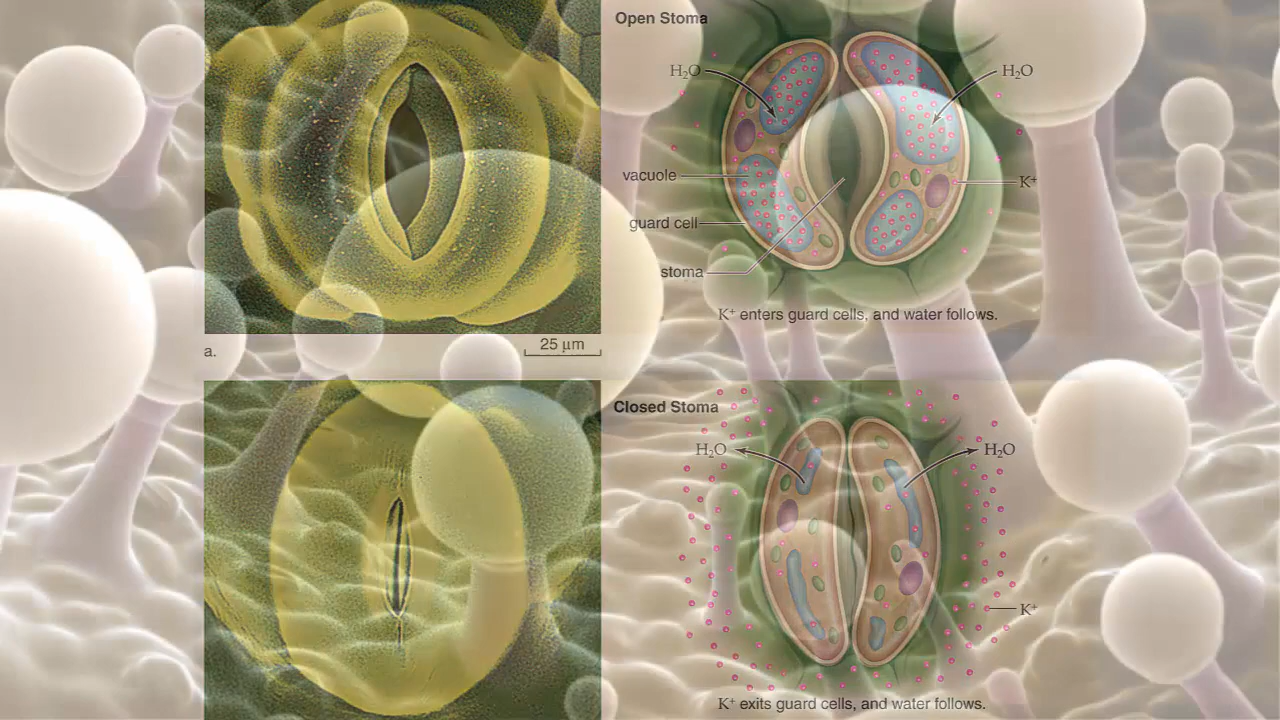 Open Stoma
H₂O
H₂O
vacuole
K⁺
guard cell
stoma
K⁺ enters guard cells, and water follows.
a.
25 μm
Closed Stoma
H₂O
H₂O
K⁺
K⁺ exits guard cells, and water follows.